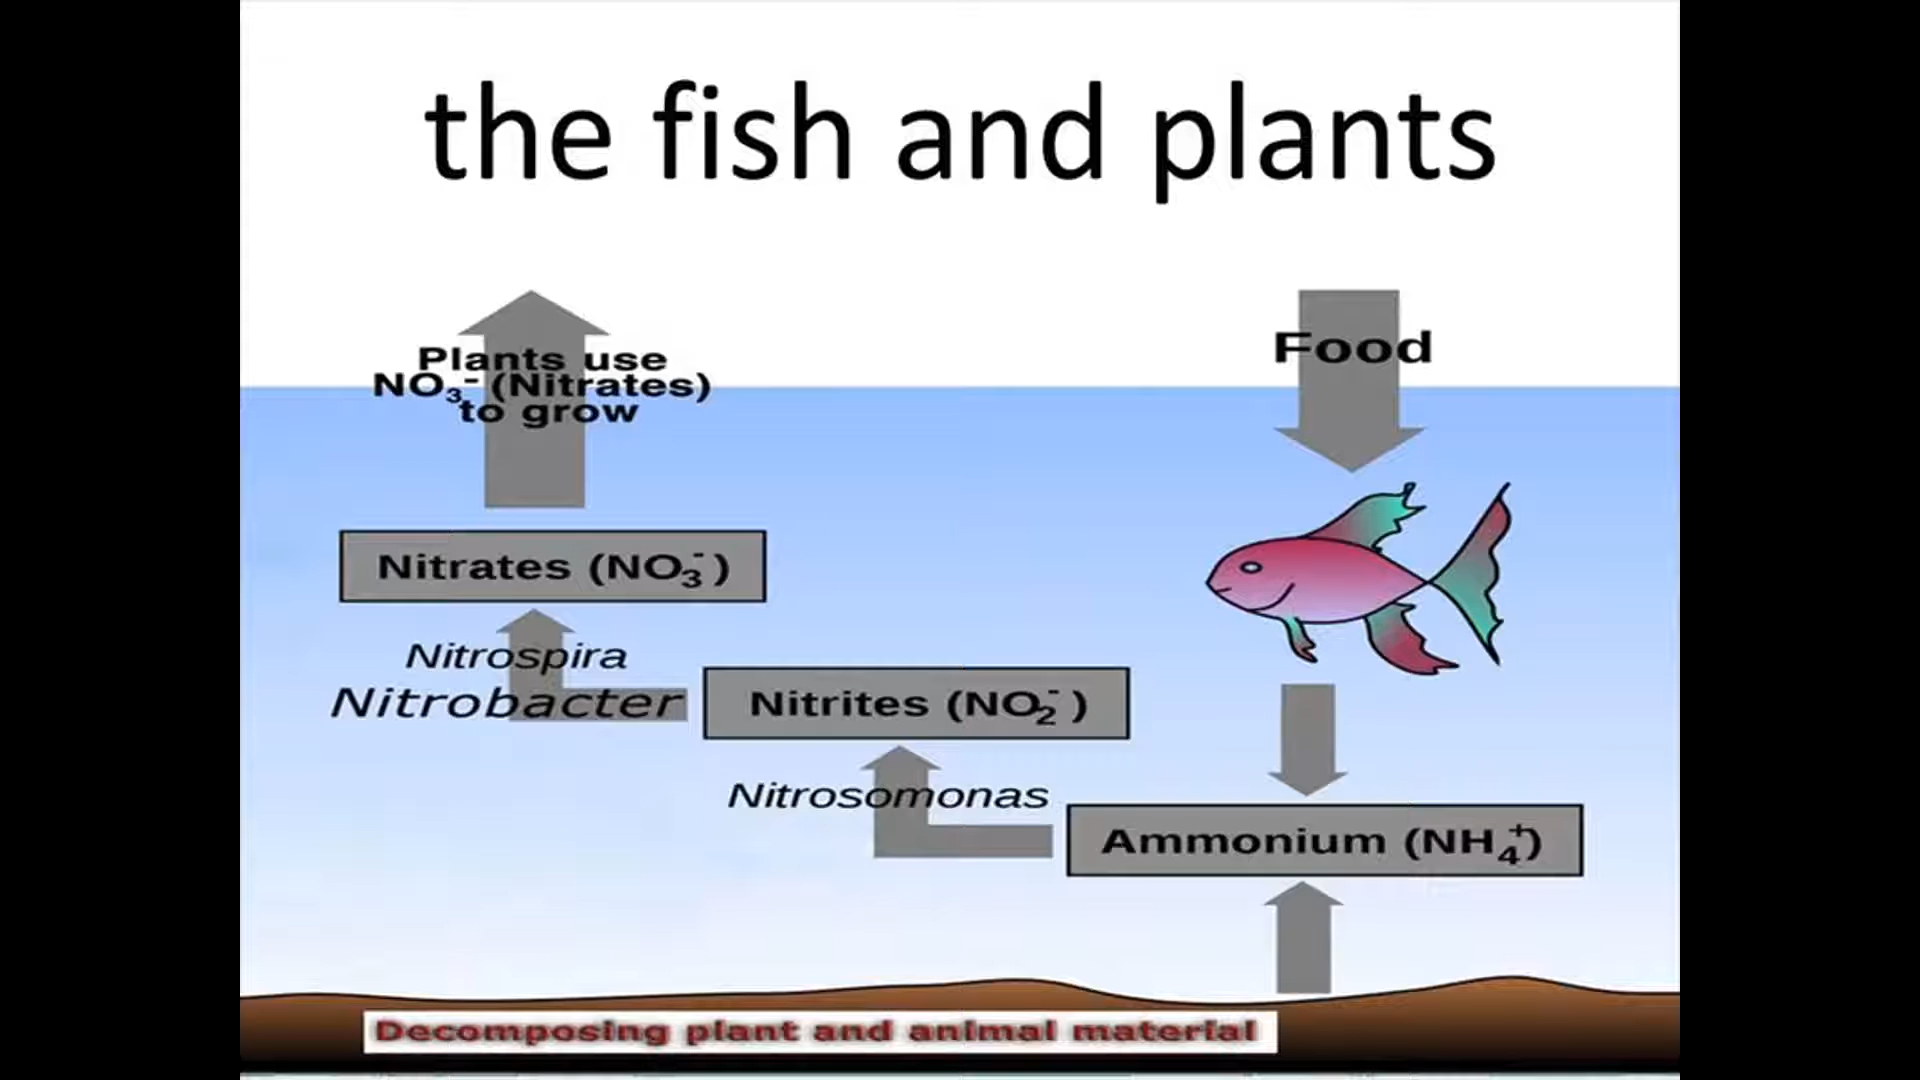 the fish and plants
Plants use
NO₃⁻ (Nitrates)
to grow
Food
Nitrates (NO₃⁻)
Nitrospira
Nitrobacter
Nitrites (NO₂⁻)
Nitrosomonas
Ammonium (NH₄⁺)
Decomposing plant and animal material